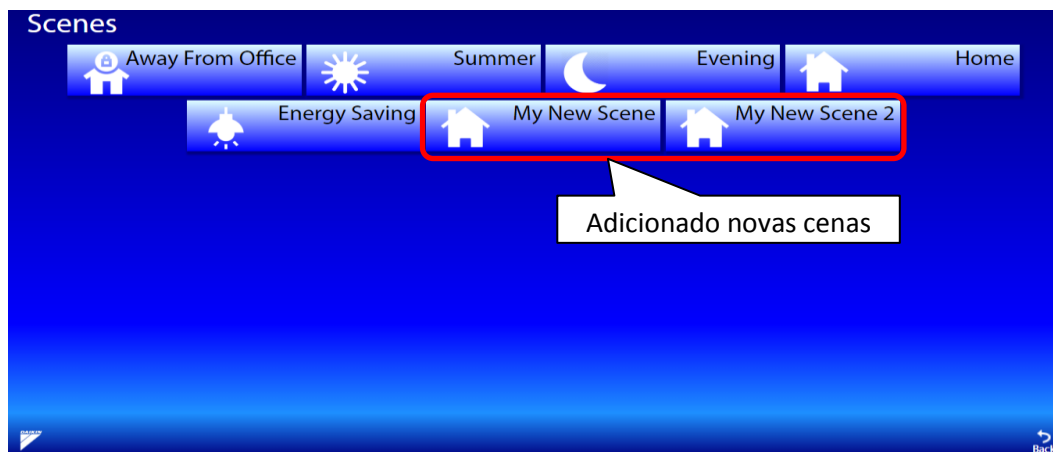 Scenes
Away From Office
Summer
Evening
Home
Energy Saving
My New Scene
My New Scene 2
Adicionado novas cenas
DAIKIN
Back